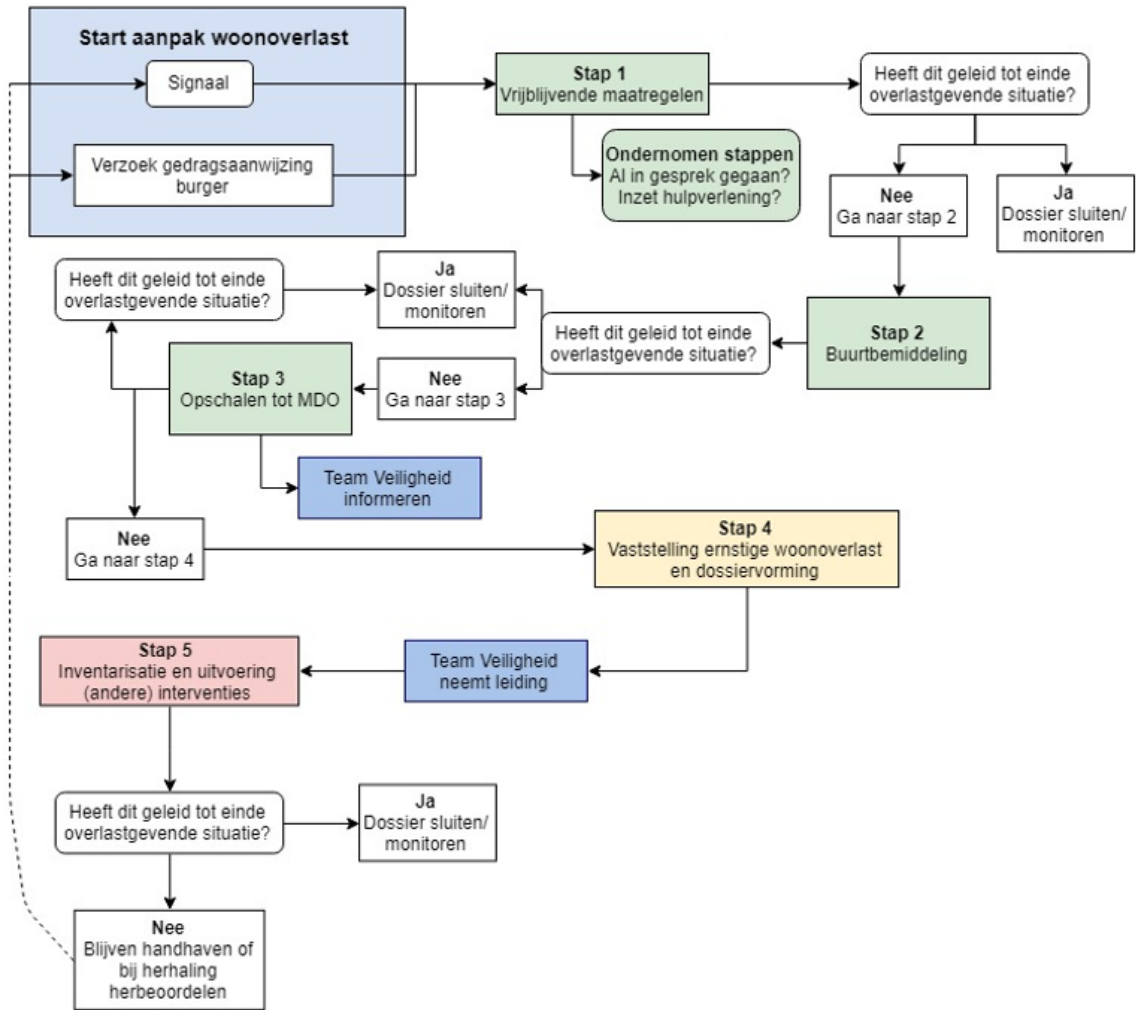 Start aanpak woonoverlast
Signaal
Verzoek gedragsaanwijzing
burger
Stap 1
Vrijblijvende maatregelen
Ondernomen stappen
Al in gesprek gegaan?
Inzet hulpverlening?
Heeft dit geleid tot einde
overlastgevende situatie?
Nee
Ga naar stap 2
Ja
Dossier sluiten/
monitoren
Stap 2
Buurtbemiddeling
Heeft dit geleid tot einde
overlastgevende situatie?
Ja
Dossier sluiten/
monitoren
Nee
Ga naar stap 3
Stap 3
Opschalen tot MDO
Heeft dit geleid tot einde
overlastgevende situatie?
Team Veiligheid
informeren
Nee
Ga naar stap 4
Stap 4
Vaststelling ernstige woonoverlast
en dossiervorming
Team Veiligheid
neemt leiding
Stap 5
Inventarisatie en uitvoering
(andere) interventies
Heeft dit geleid tot einde
overlastgevende situatie?
Ja
Dossier sluiten/
monitoren
Nee
Blijven handhaven of
bij herhaling
herbeoordelen